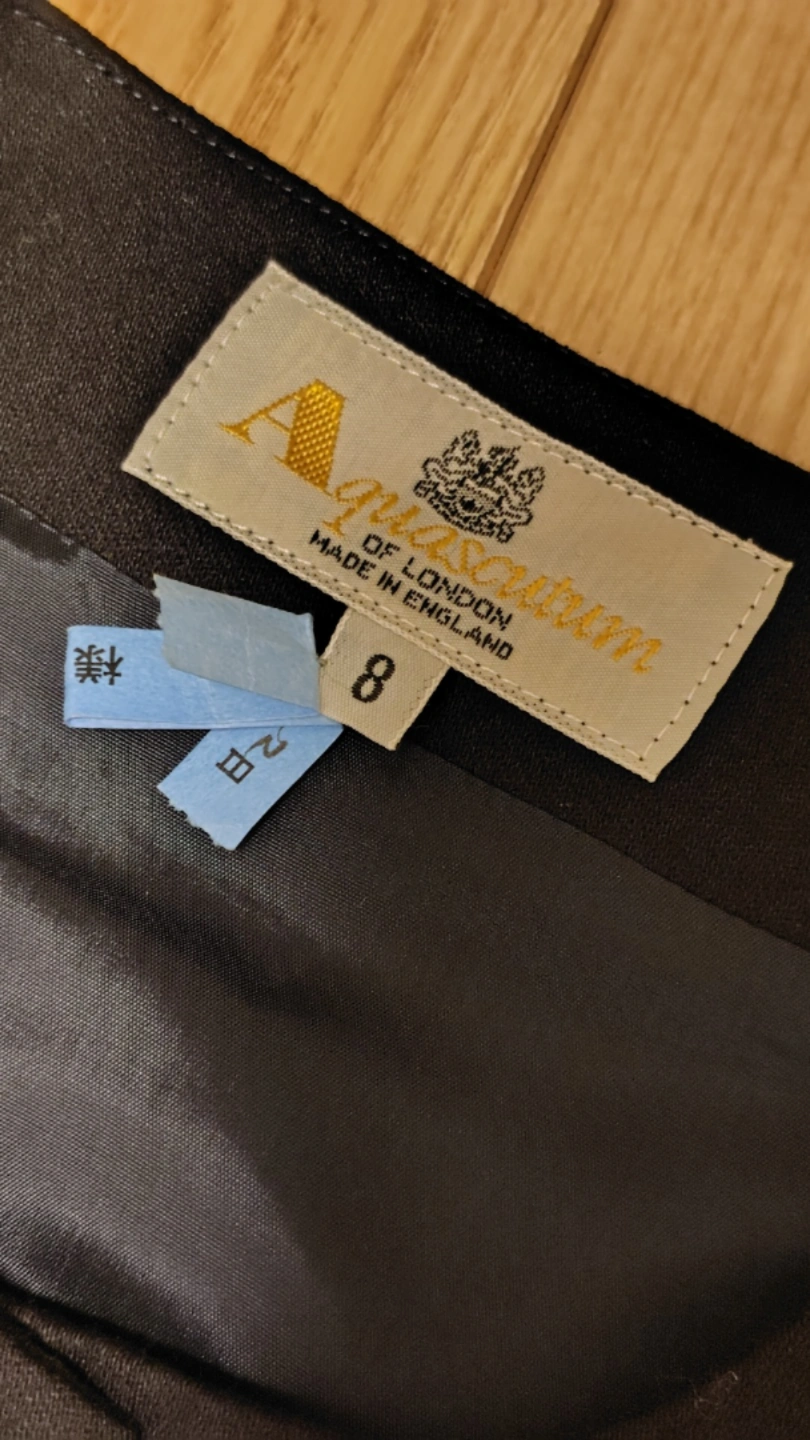 Aquascutum
OF LONDON
MADE IN ENGLAND
8
様
2日